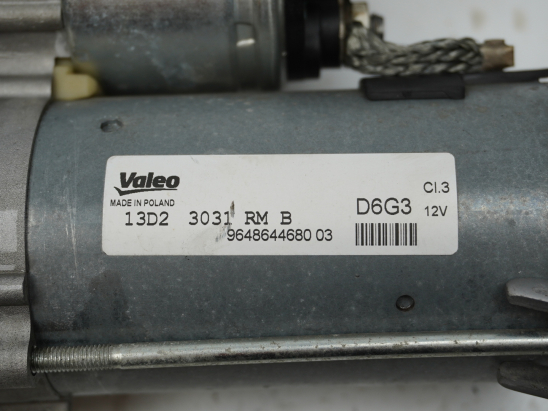 Valeo
MADE IN POLAND
13D2 3031 RM B
9648644680 03
D6G3
Cl.3
12V